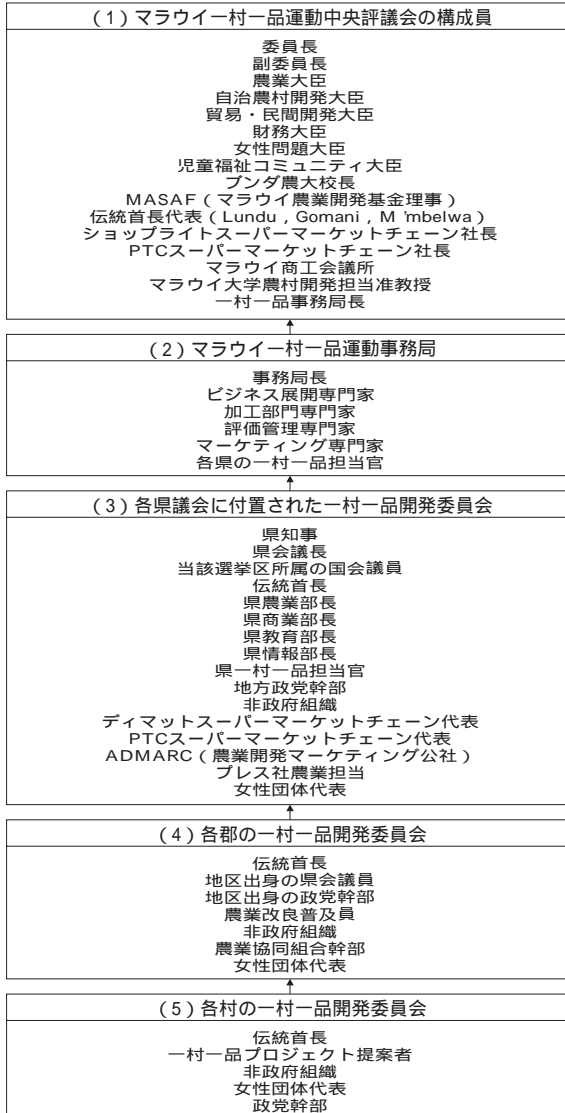 (1)マラウイ一村一品運動中央評議会の構成員
委員長
副委員長
農業大臣
自治農村開発大臣
貿易・民間開発大臣
財務大臣
女性問題大臣
児童福祉コミュニティ大臣
ブンダ農大校長
MASAF(マラウイ農業開発基金理事)
伝統首長代表(Lundu,Gomani,M'mbelwa)
ショップライトスーパーマーケットチェーン社長
PTCスーパーマーケットチェーン社長
マラウイ商工会議所
マラウイ大学農村開発担当准教授
一村一品事務局長
(2)マラウイ一村一品運動事務局
事務局長
ビジネス展開専門家
加工部門専門家
評価管理専門家
マーケティング専門家
各県の一村一品担当官
(3)各県議会に付置された一村一品開発委員会
県知事
県会議長
当該選挙区所属の国会議員
伝統首長
県農業部長
県商業部長
県教育部長
県情報部長
県一村一品担当官
地方政党幹部
非政府組織
ディマットスーパーマーケットチェーン代表
PTCスーパーマーケットチェーン代表
ADMARC(農業開発マーケティング公社)
プレス社農業担当
女性団体代表
(4)各郡の一村一品開発委員会
伝統首長
地区出身の県会議員
地区出身の政党幹部
農業改良普及員
非政府組織
農業協同組合幹部
女性団体代表
(5)各村の一村一品開発委員会
伝統首長
一村一品プロジェクト提案者
非政府組織
女性団体代表
政党幹部